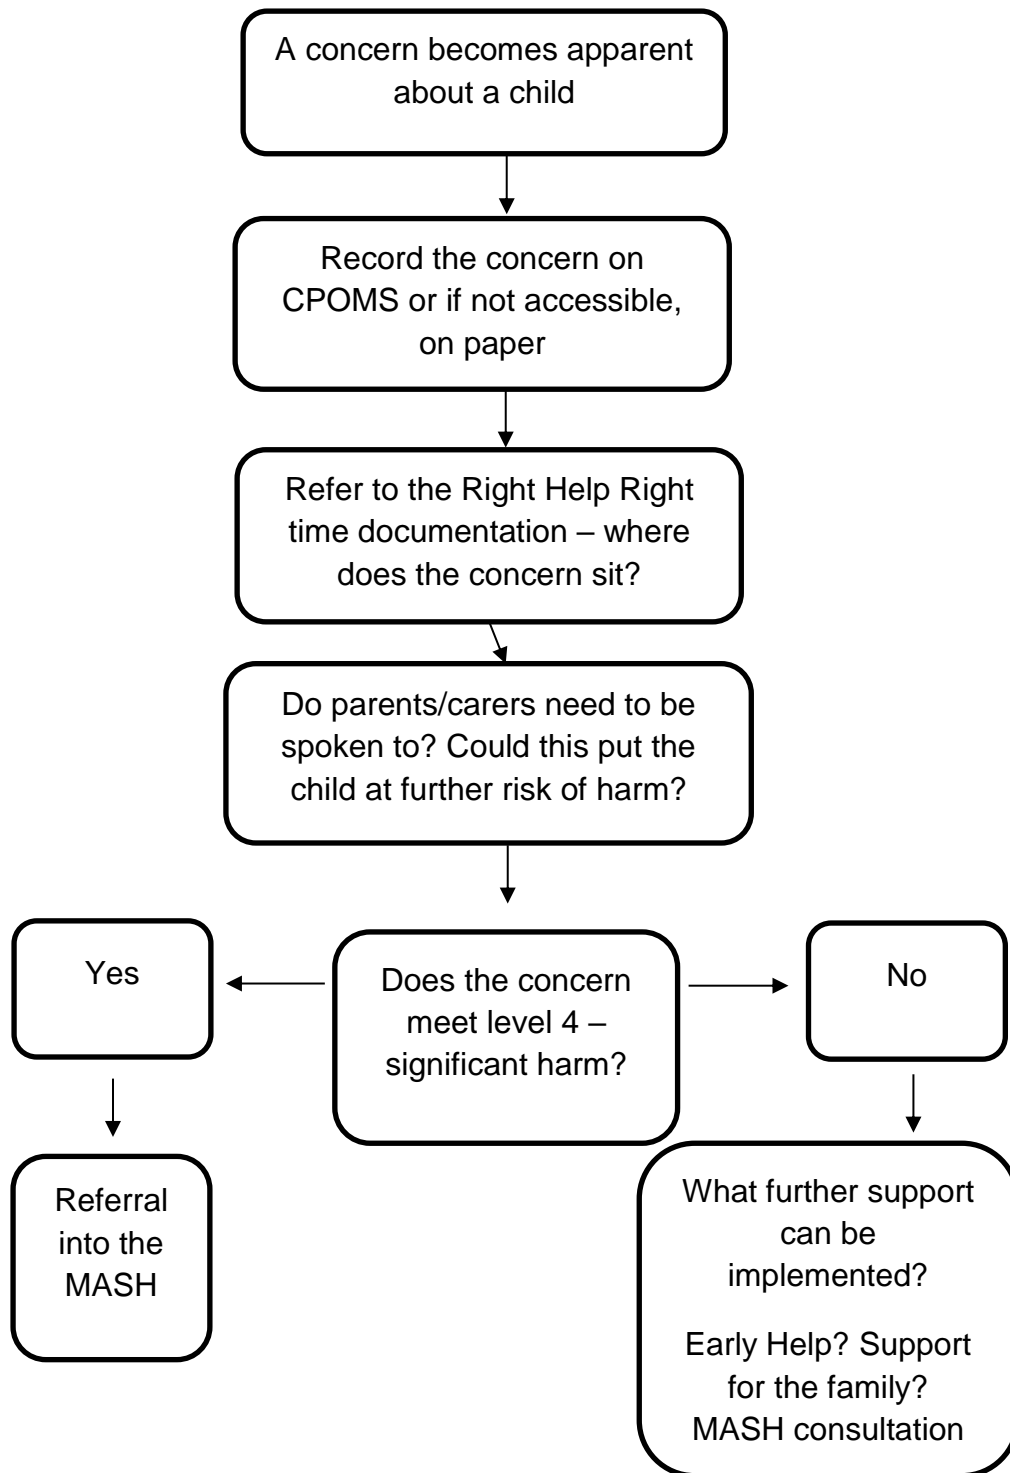 A concern becomes apparent
about a child
Record the concern on
CPOMS or if not accessible,
on paper
Refer to the Right Help Right
time documentation – where
does the concern sit?
Do parents/carers need to be
spoken to? Could this put the
child at further risk of harm?
Yes
Does the concern
meet level 4 –
significant harm?
No
Referral
into the
MASH
What further support
can be
implemented?
Early Help? Support
for the family?
MASH consultation